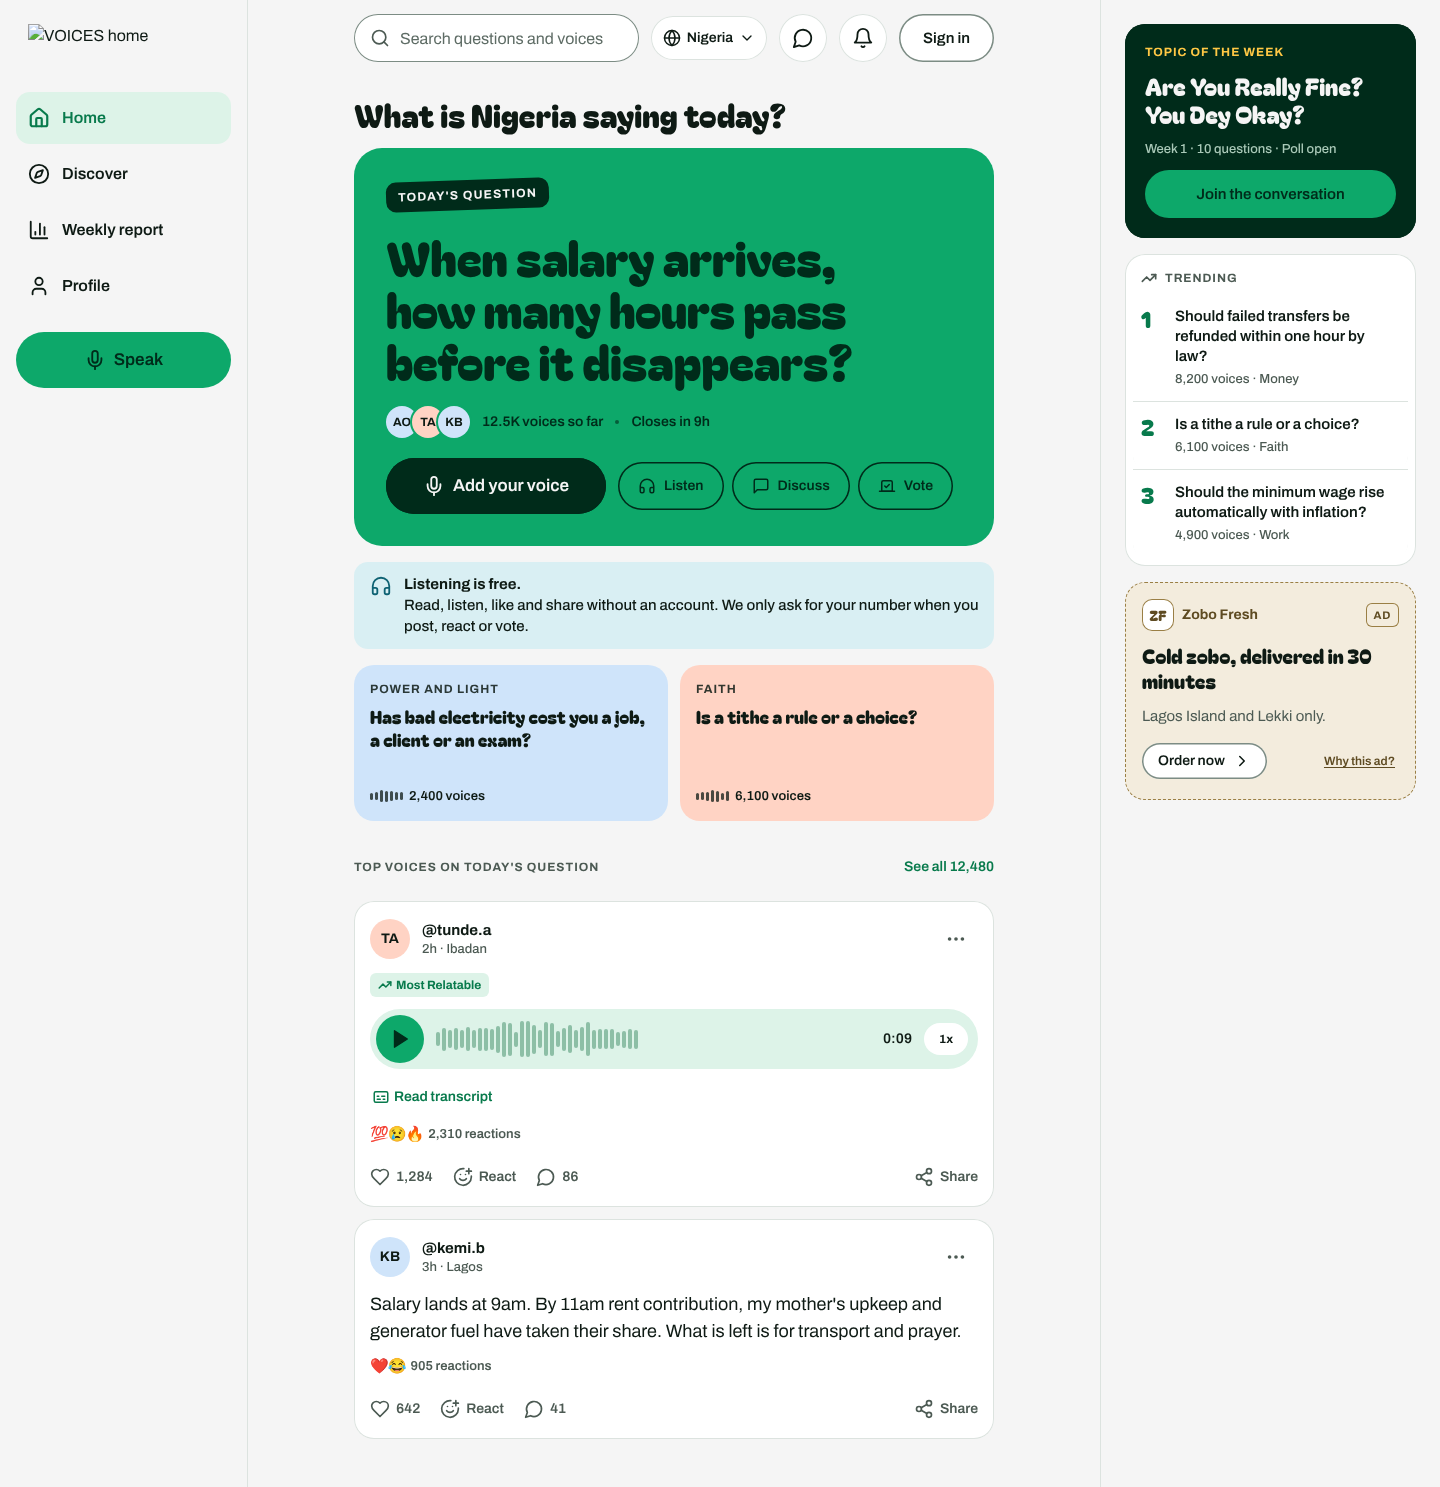 VOICES home
Home
Discover
Weekly report
Profile
Speak
Search questions and voices
Nigeria
Sign in
What is Nigeria saying today?
TODAY'S QUESTION
When salary arrives,
how many hours pass
before it disappears?
AO TA KB 12.5K voices so far • Closes in 9h
Add your voice
Listen
Discuss
Vote
Listening is free.
Read, listen, like and share without an account. We only ask for your number when you
post, react or vote.
POWER AND LIGHT
Has bad electricity cost you a job,
a client or an exam?
2,400 voices
FAITH
Is a tithe a rule or a choice?
6,100 voices
TOP VOICES ON TODAY'S QUESTION
See all 12,480
TA
@tunde.a
2h · Ibadan
Most Relatable
0:09
1x
Read transcript
💯😢🔥 2,310 reactions
1,284
React
86
Share
KB
@kemi.b
3h · Lagos
Salary lands at 9am. By 11am rent contribution, my mother's upkeep and
generator fuel have taken their share. What is left is for transport and prayer.
❤️😂 905 reactions
642
React
41
Share
TOPIC OF THE WEEK
Are You Really Fine?
You Dey Okay?
Week 1 · 10 questions · Poll open
Join the conversation
TRENDING
1
Should failed transfers be
refunded within one hour by
law?
8,200 voices · Money
2
Is a tithe a rule or a choice?
6,100 voices · Faith
3
Should the minimum wage rise
automatically with inflation?
4,900 voices · Work
ZF
Zobo Fresh
AD
Cold zobo, delivered in 30
minutes
Lagos Island and Lekki only.
Order now
Why this ad?